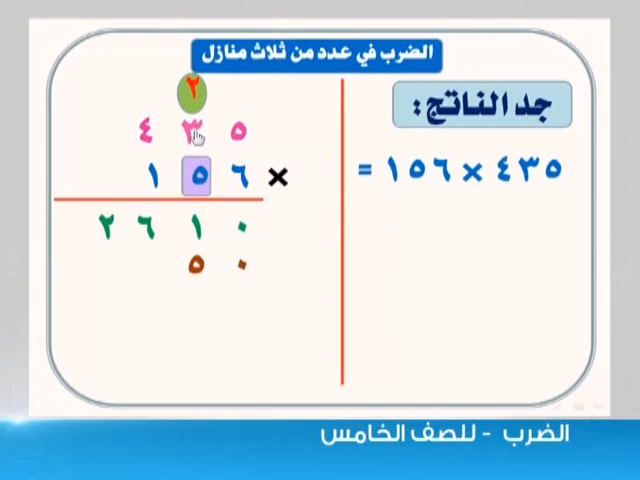 الضرب في عدد من ثلاث منازل
جد الناتج :
٤٣٥ × ١٥٦ =
٢
٤ ٣ ٥
١ ٥ ٦ ×
٢ ٦ ١ ٠
٥ ٠
الضرب - للصف الخامس